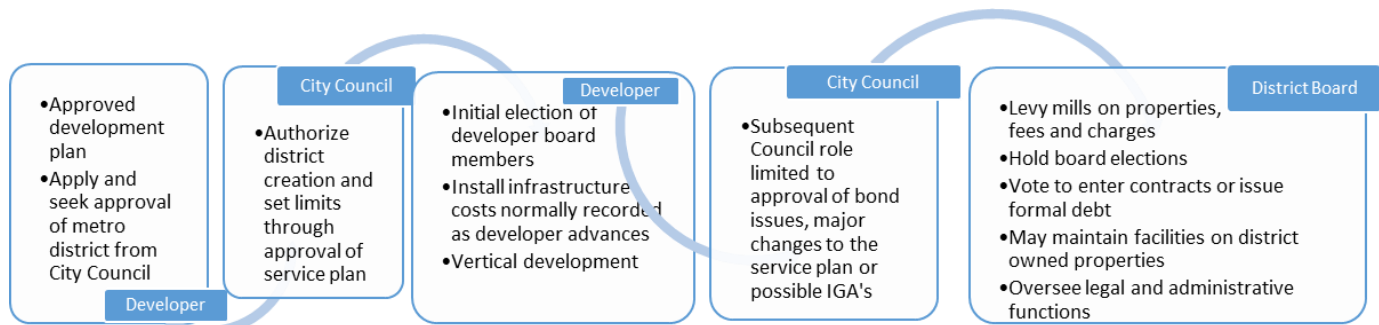 •Approved
development
plan
•Apply and
seek approval
of metro
district from
City Council
Developer
City Council
•Authorize
district
creation and
set limits
through
approval of
service plan
Developer
•Initial election of
developer board
members
•Install infrastructure
costs normally recorded
as developer advances
•Vertical development
City Council
•Subsequent
Council role
limited to
approval of bond
issues, major
changes to the
service plan or
possible IGA's
District Board
•Levy mills on properties,
fees and charges
•Hold board elections
•Vote to enter contracts or issue
formal debt
•May maintain facilities on district
owned properties
•Oversee legal and administrative
functions